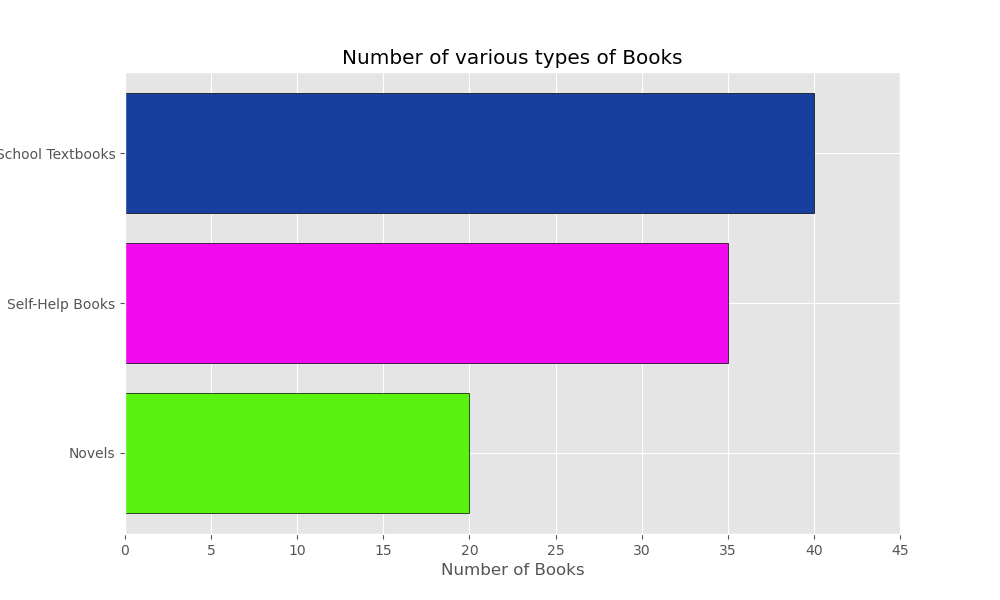 Number of various types of Books
School Textbooks
Self-Help Books
Novels
0 5 10 15 20 25 30 35 40 45
Number of Books